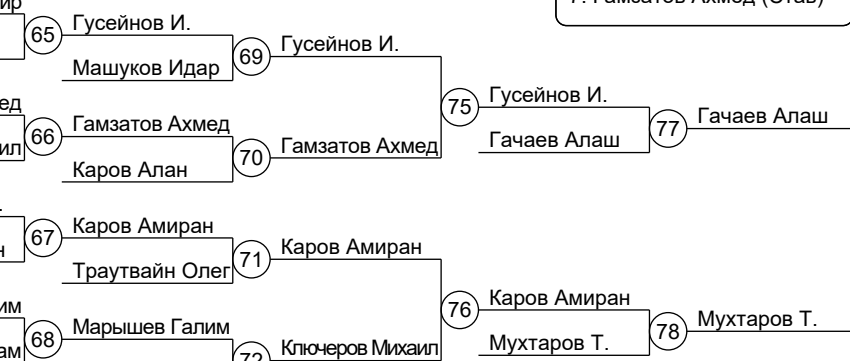 65
Гусейнов И.
Машуков Идар
69
Гусейнов И.
66
Гамзатов Ахмед
Каров Алан
70
Гамзатов Ахмед
75
Гусейнов И.
Гачаев Алаш
77
Гачаев Алаш
67
Каров Амиран
Траутвайн Олег
71
Каров Амиран
68
Марышев Галим
72
Ключеров Михаил
76
Каров Амиран
Мухтаров Т.
78
Мухтаров Т.